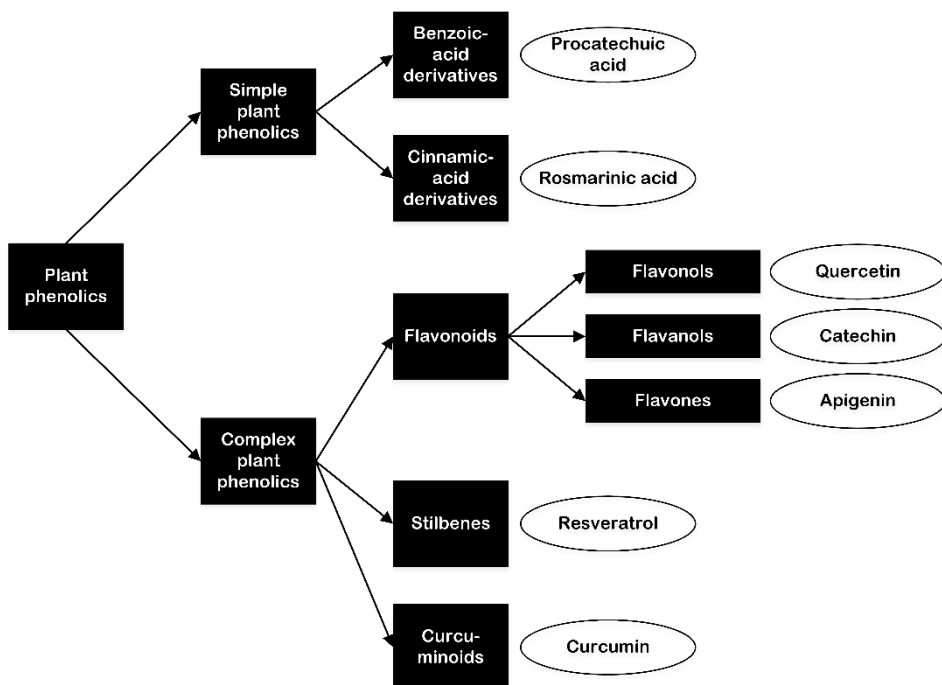 Benzoic-
acid
derivatives
Procatechuic
acid
Simple
plant
phenolics
Cinnamic-
acid
derivatives
Rosmarinic acid
Plant
phenolics
Flavonols
Quercetin
Flavonoids
Flavanols
Catechin
Flavones
Apigenin
Complex
plant
phenolics
Stilbenes
Resveratrol
Curcu-
minoids
Curcumin